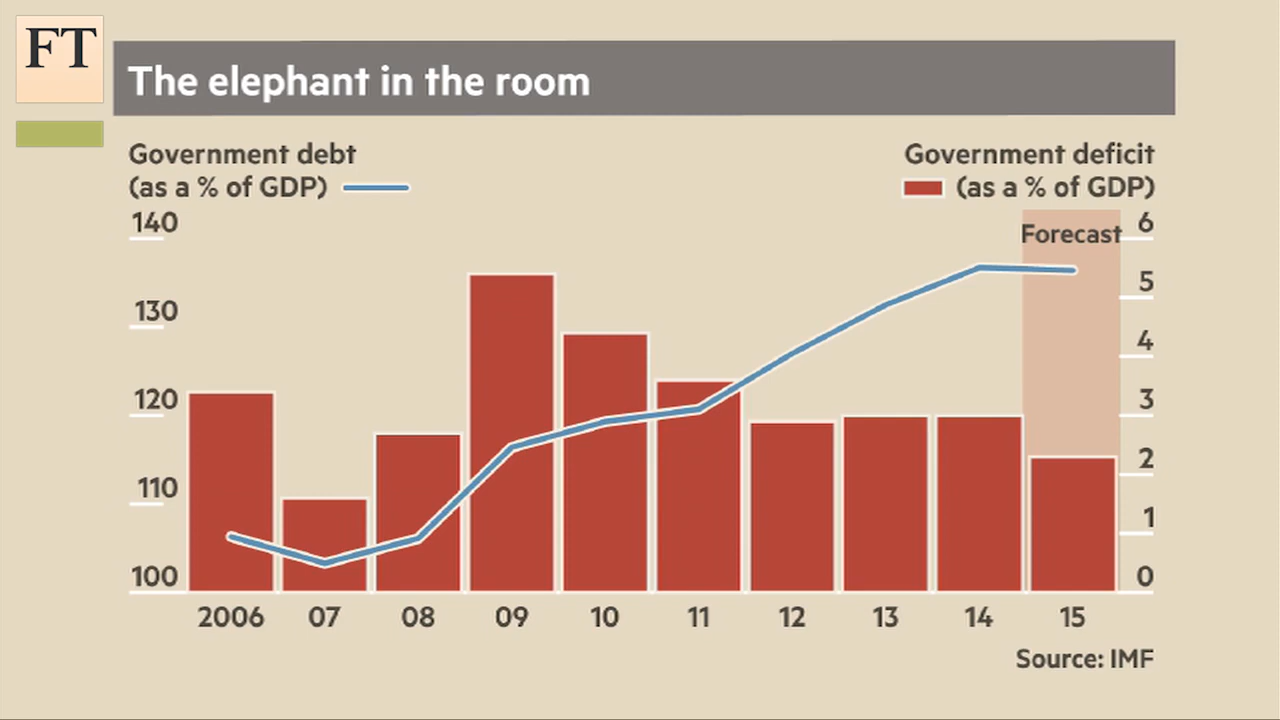 FT
The elephant in the room
Government debt
(as a % of GDP)
Government deficit
(as a % of GDP)
140
130
120
110
100
Forecast
6
5
4
3
2
1
0
2006 07 08 09 10 11 12 13 14 15
Source: IMF